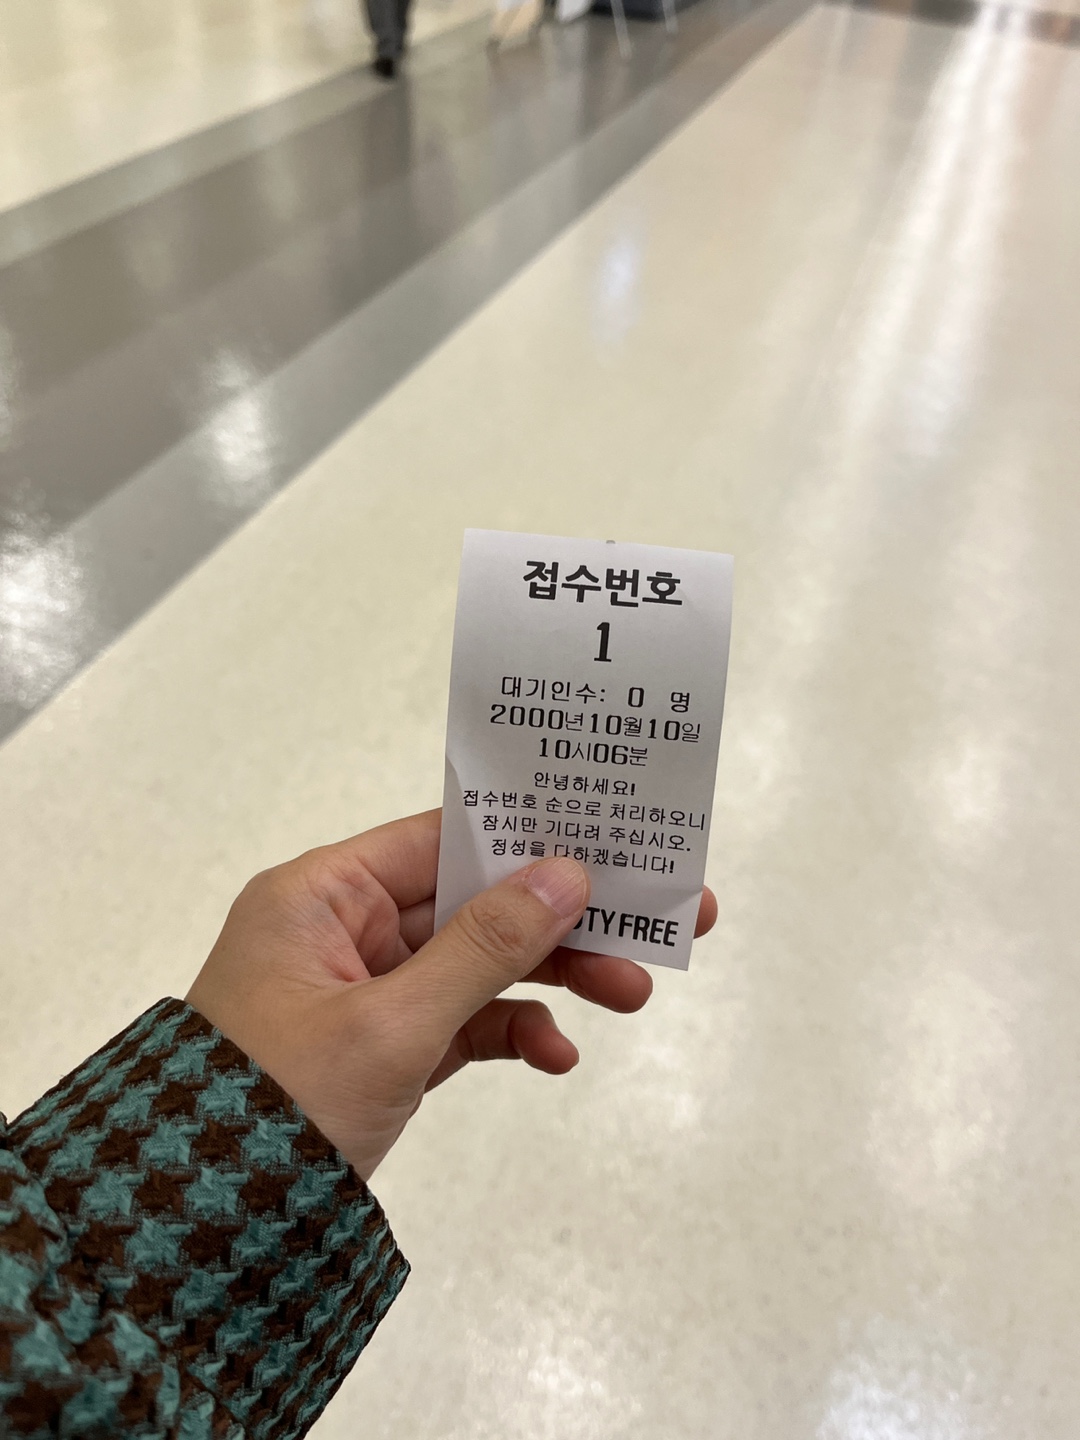 접수번호
1
대기인수: 0 명
2000년10월10일
10시06분
안녕하세요!
접수번호 순으로 처리하오니
잠시만 기다려 주십시오.
정성을 다하겠습니다!
FREE